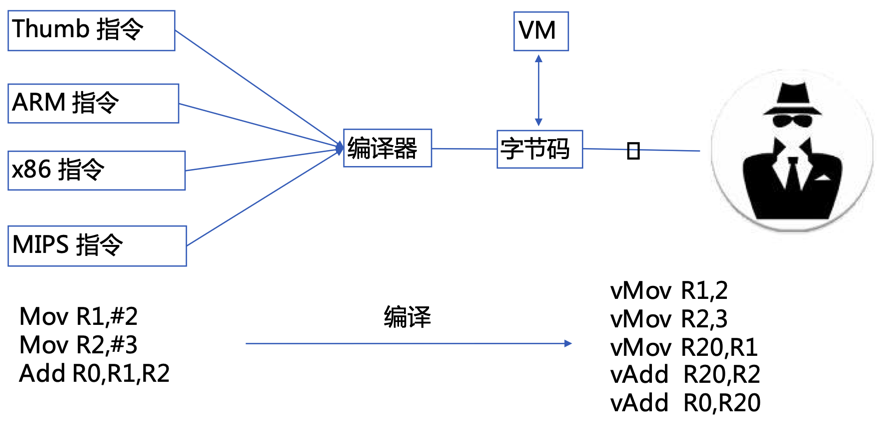 Thumb 指令
VM
ARM 指令
编译器
字节码
x86 指令
MIPS 指令
Mov R1,#2
Mov R2,#3
Add R0,R1,R2
编译
vMov R1,2
vMov R2,3
vMov R20,R1
vAdd R20,R2
vAdd R0,R20